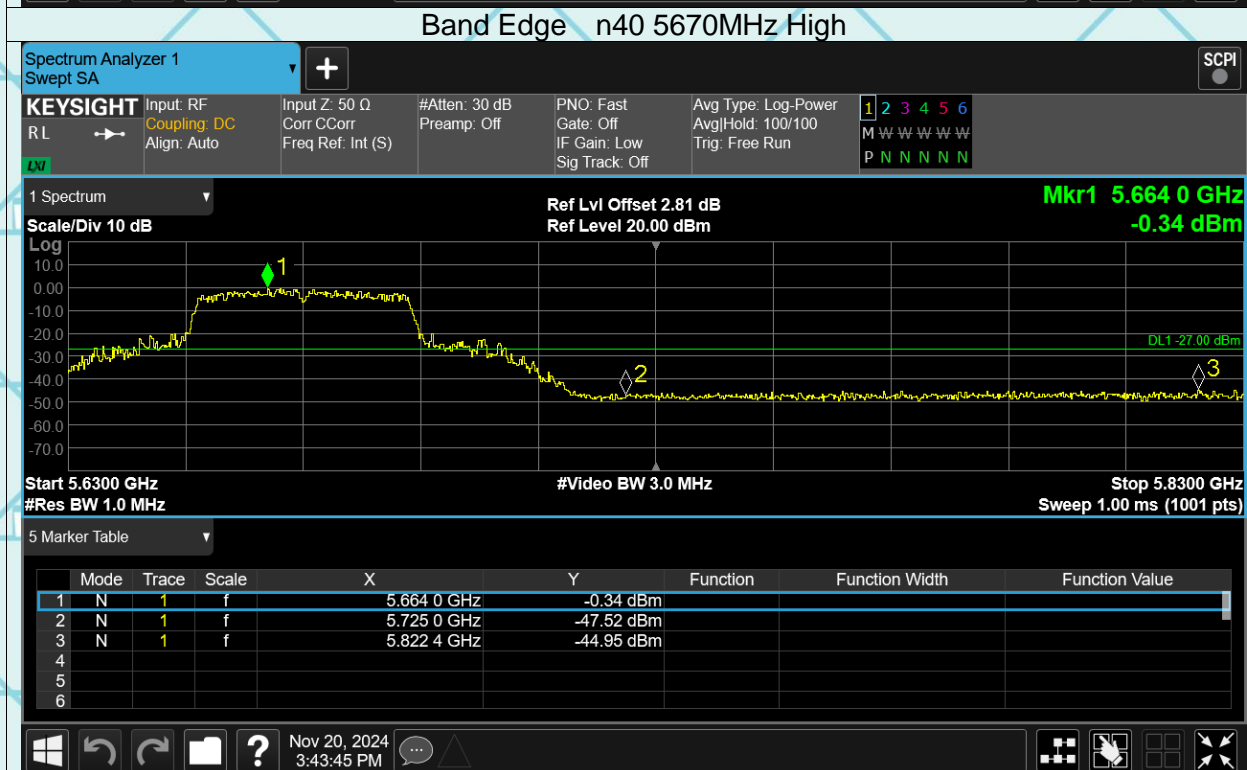 Band Edge n40 5670MHz High
Spectrum Analyzer 1
Swept SA
+
SCPI
KEYSIGHT Input: RF Input Z: 50 Ω #Atten: 30 dB PNO: Fast Avg Type: Log-Power 1 2 3 4 5 6
RL Coupling: DC Corr CCorr Preamp: Off Gate: Off Avg|Hold: 100/100 M W W W W W W
Align: Auto Freq Ref: Int (S) IF Gain: Low Trig: Free Run
LXI Sig Track: Off P N N N N N
1 Spectrum
Scale/Div 10 dB
Ref Lvl Offset 2.81 dB
Ref Level 20.00 dBm
Mkr1 5.664 0 GHz
-0.34 dBm
Log
10.0
0.00
-10.0
-20.0
-30.0
-40.0
-50.0
-60.0
-70.0
1
2
3
DL1 -27.00 dBm
Start 5.6300 GHz #Video BW 3.0 MHz Stop 5.8300 GHz
#Res BW 1.0 MHz Sweep 1.00 ms (1001 pts)
5 Marker Table
Mode Trace Scale X Y Function Function Width Function Value
1 N 1 f 5.664 0 GHz -0.34 dBm
2 N 1 f 5.725 0 GHz -47.52 dBm
3 N 1 f 5.822 4 GHz -44.95 dBm
4
5
6
? Nov 20, 2024
3:43:45 PM